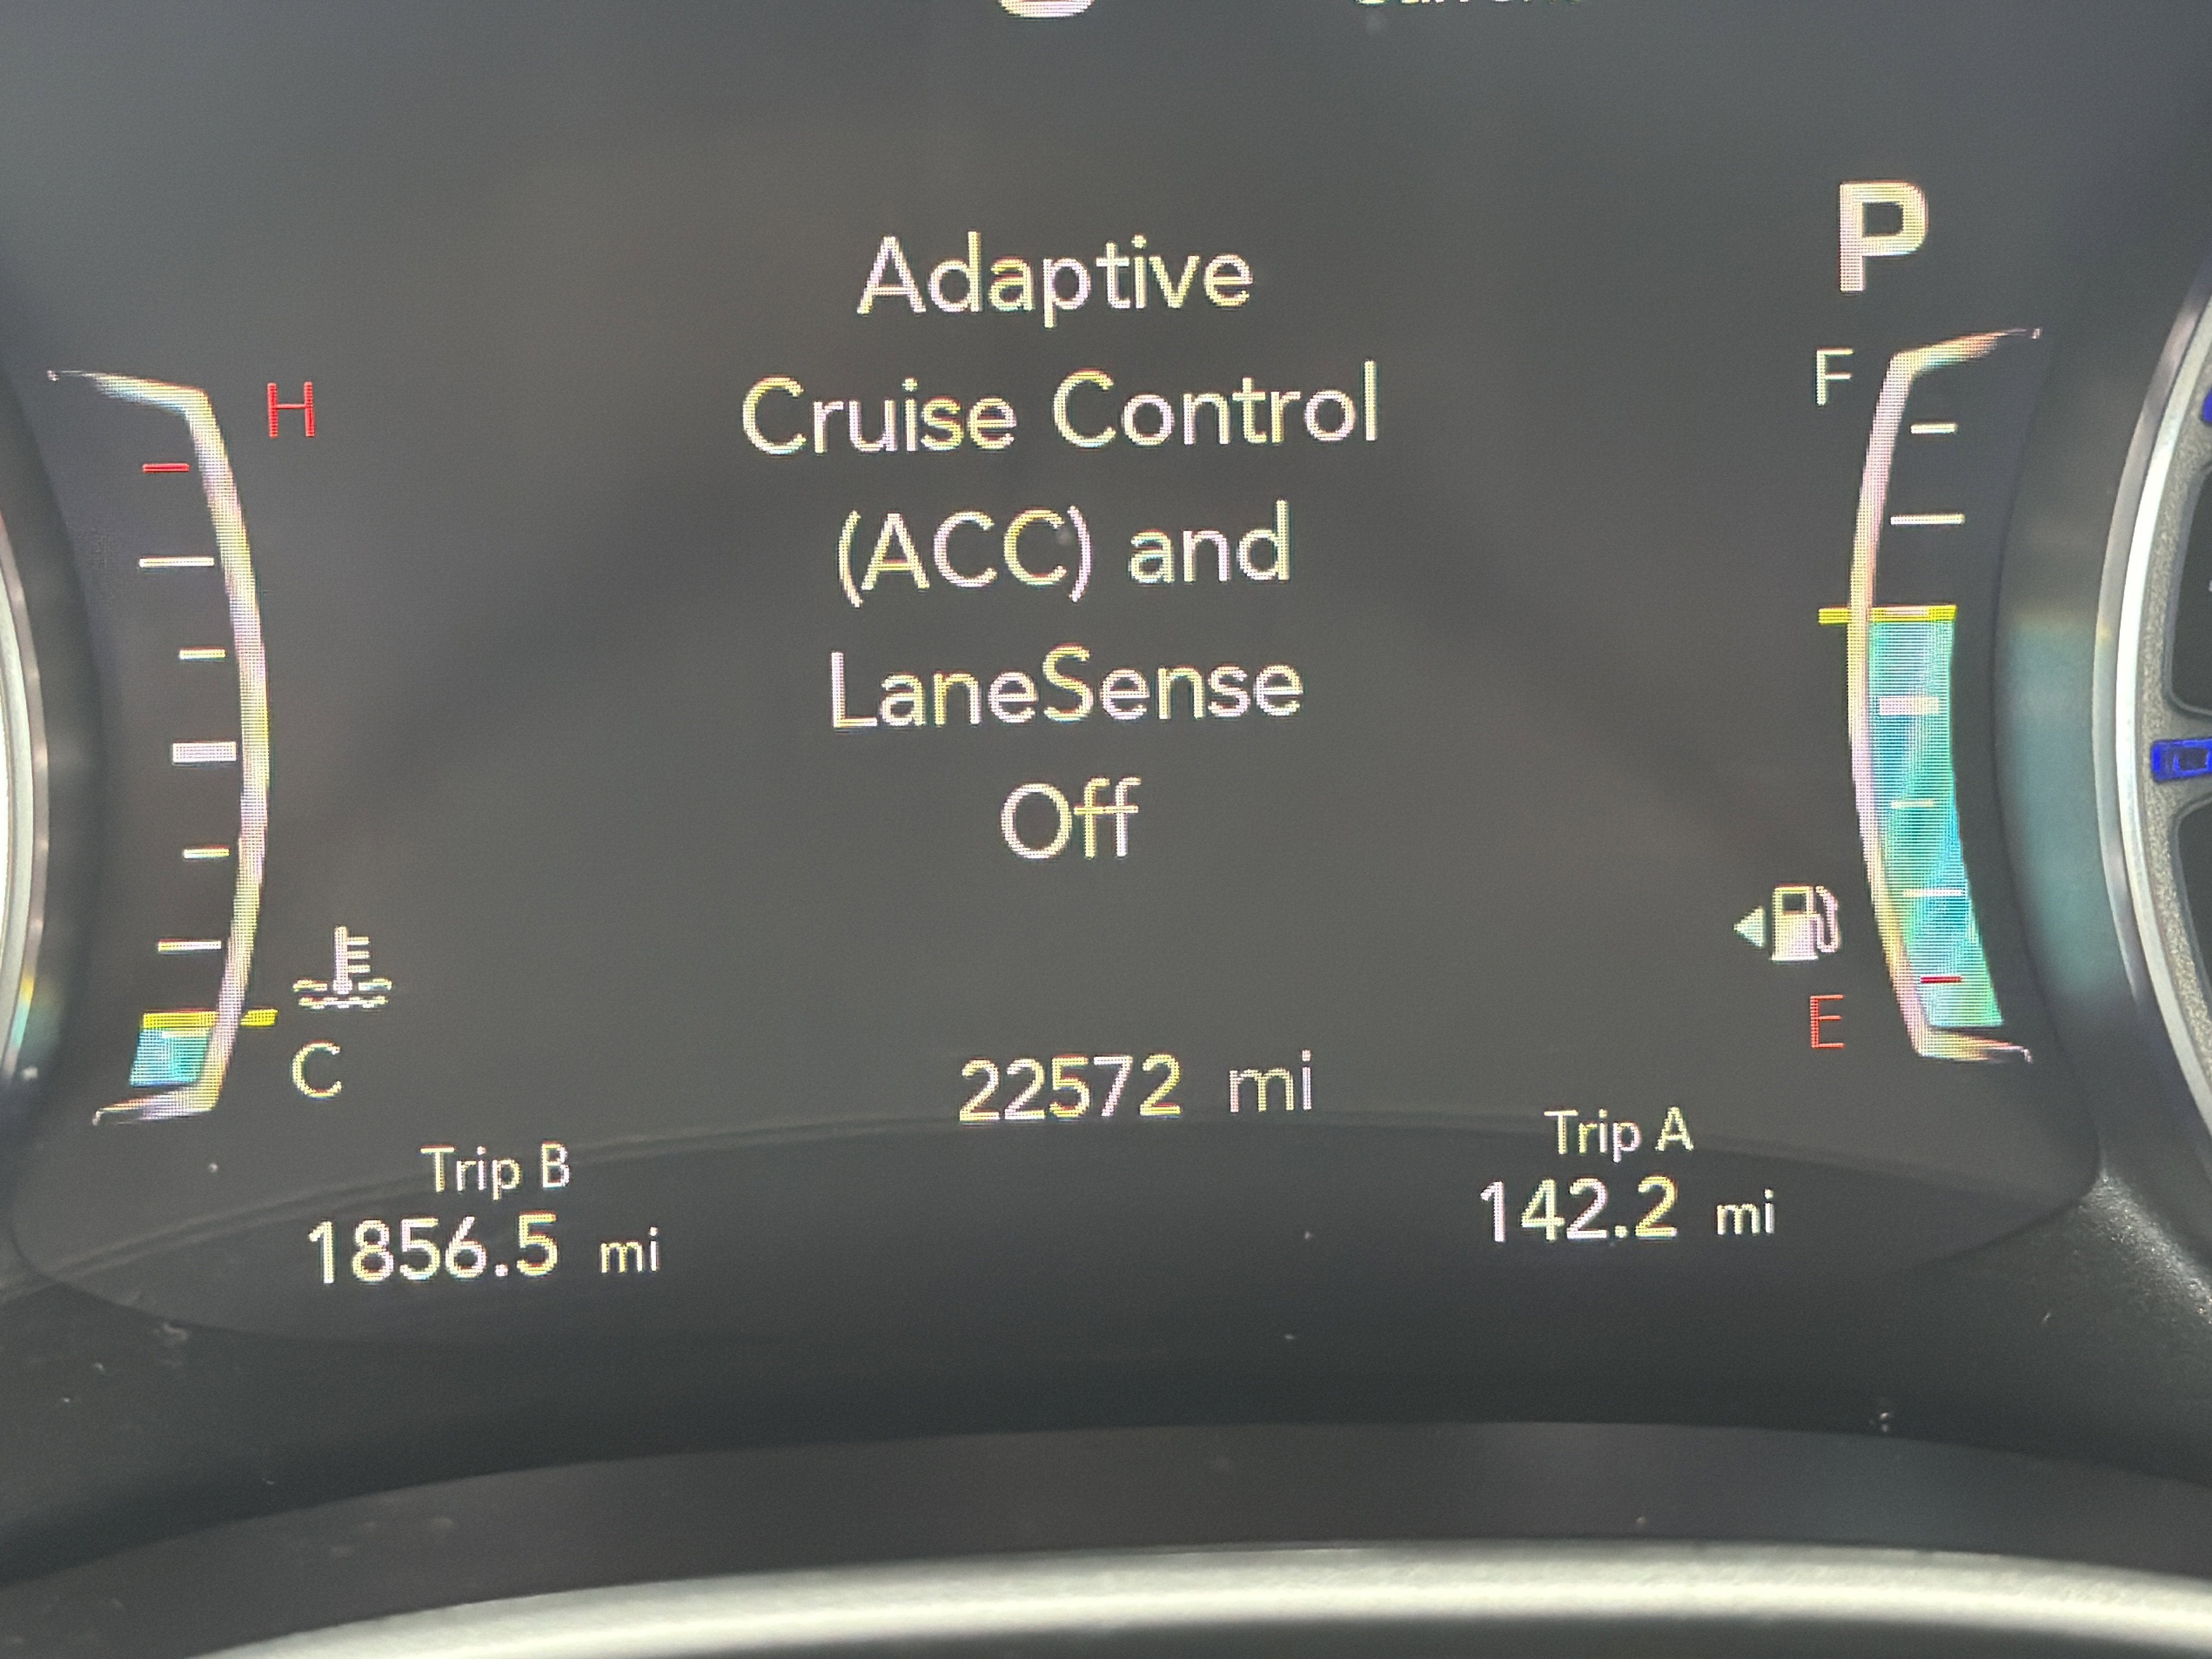 P
Adaptive
Cruise Control
(ACC) and
LaneSense
Off
H
F
C
E
22572 mi
Trip B
1856.5 mi
Trip A
142.2 mi